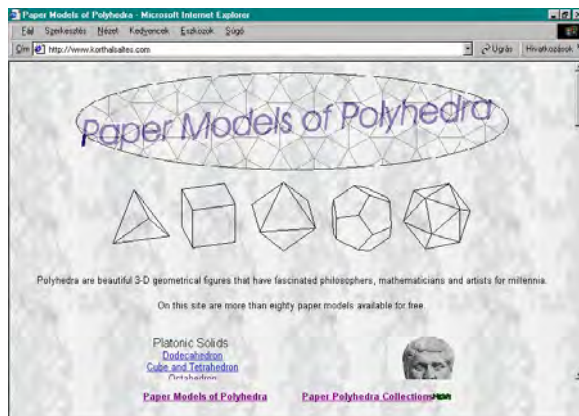 Paper Models of Polyhedra - Microsoft Internet Explorer
Fájl Szerkesztés Nézet Kedvencek Eszközök Súgó
Cím http://www.korthalsaltes.com Ugrás Hivatkozások
Paper Models of Polyhedra
Polyhedra are beautiful 3-D geometrical figures that have fascinated philosophers, mathematicians and artists for millennia.
On this site are more than eighty paper models available for free.
Platonic Solids
Dodecahedron
Cube and Tetrahedron
Octahedron
Paper Models of Polyhedra Paper Polyhedra Collections NEW!